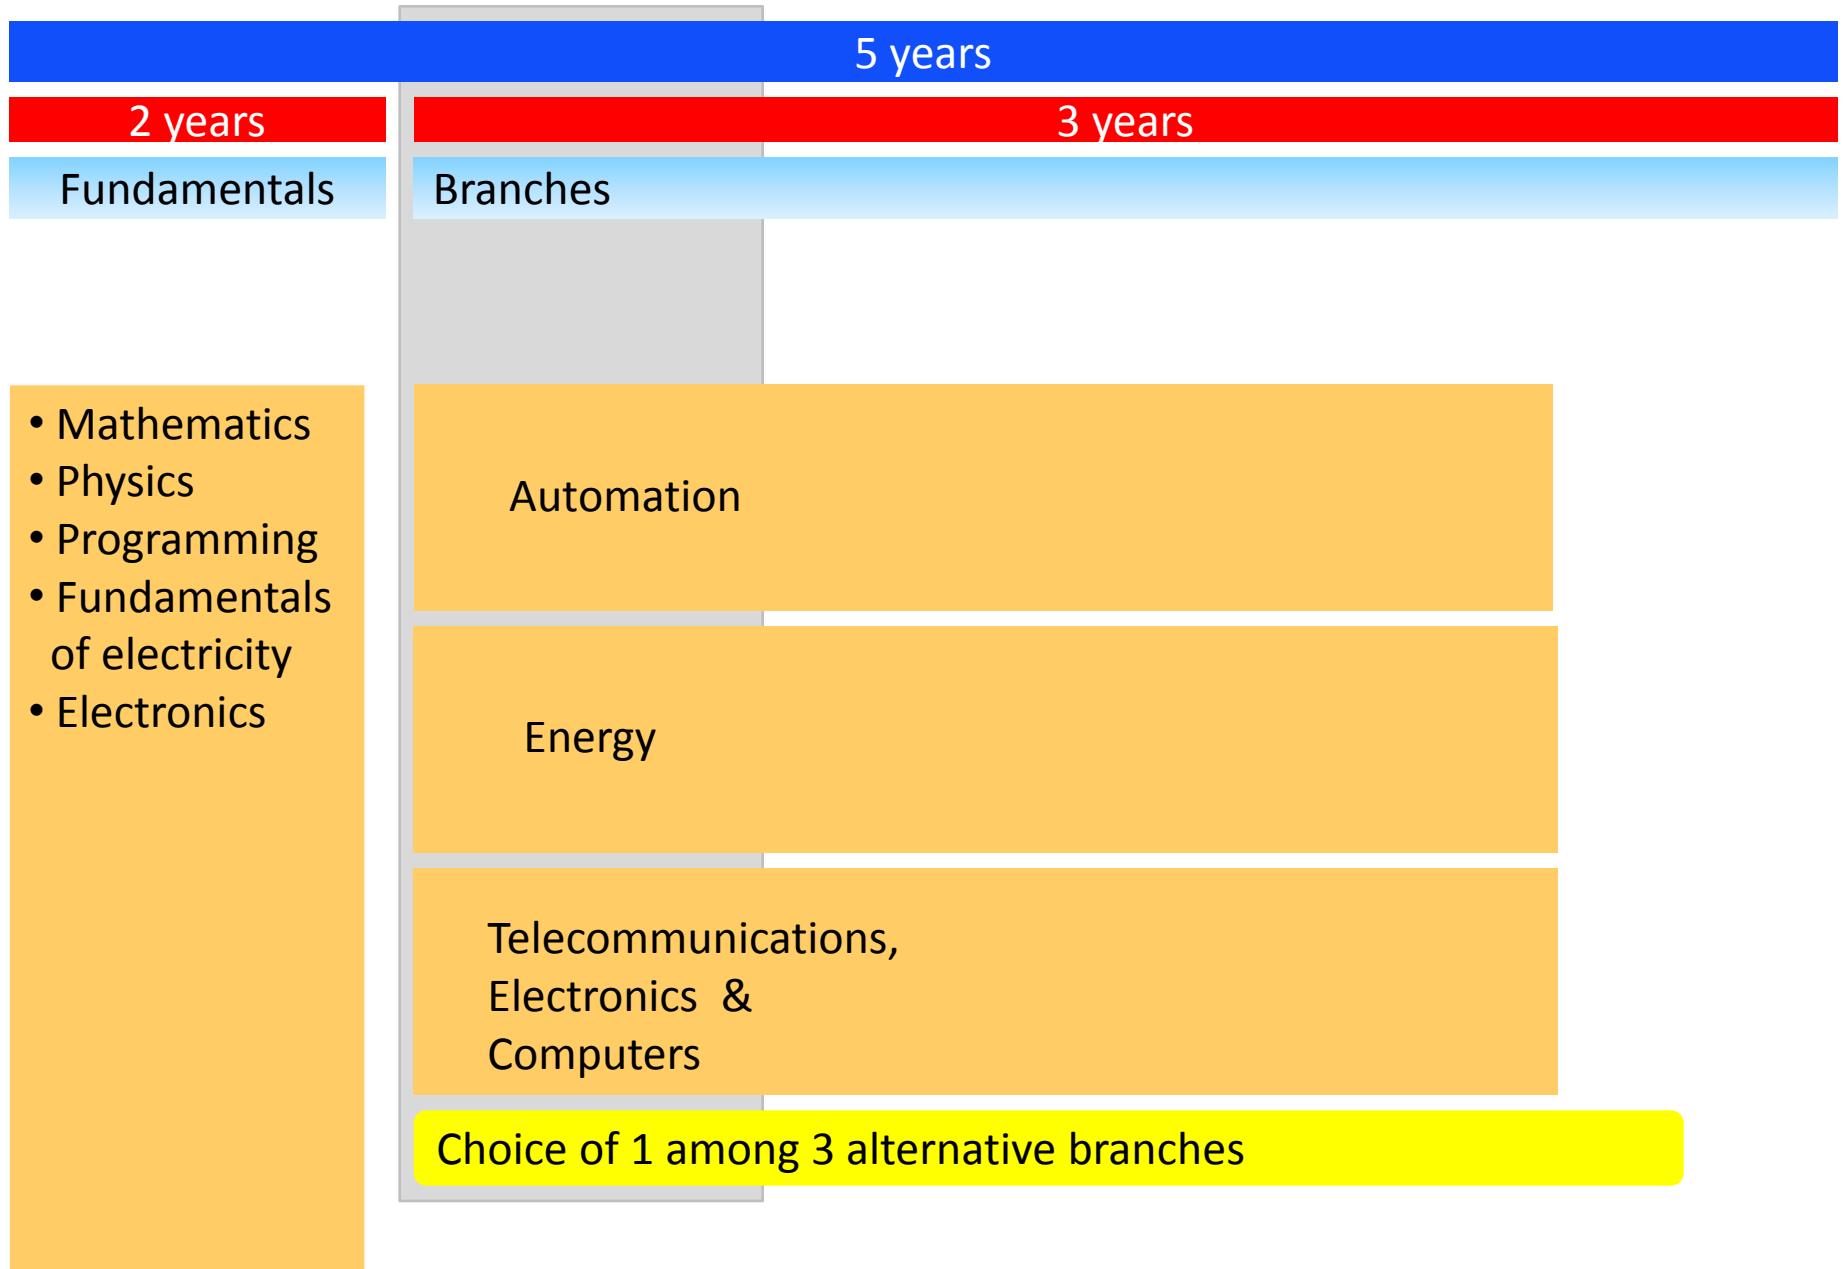 5 years
2 years
3 years
Fundamentals
Branches
• Mathematics
• Physics
• Programming
• Fundamentals
of electricity
• Electronics
Automation
Energy
Telecommunications,
Electronics &
Computers
Choice of 1 among 3 alternative branches